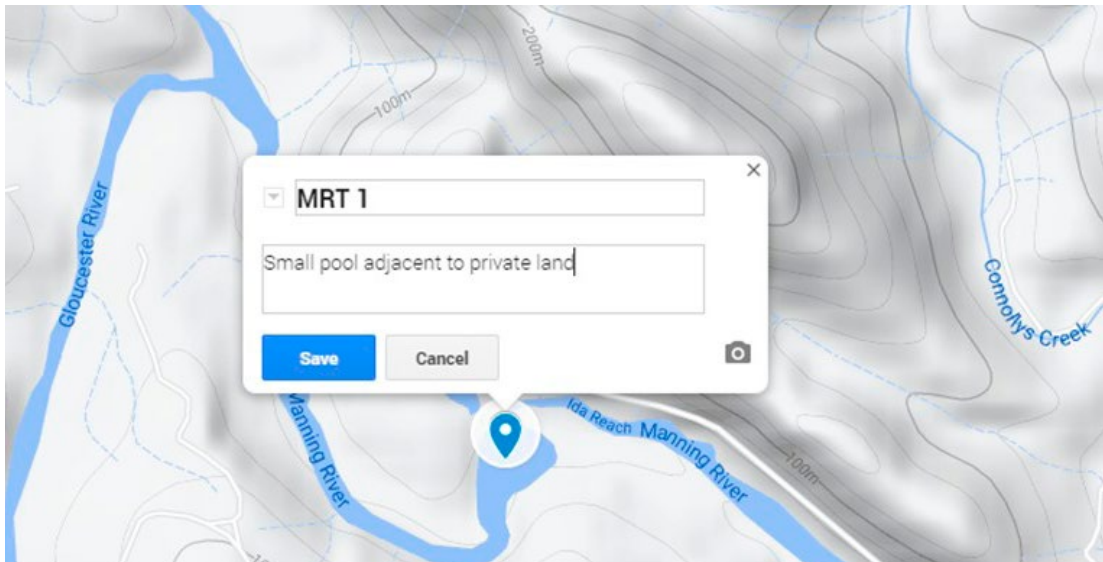 200m
100m
Gloucester River
MRT 1
Small pool adjacent to private land
Save
Cancel
Connollys Creek
Manning River
Ida Reach
Manning River
100m